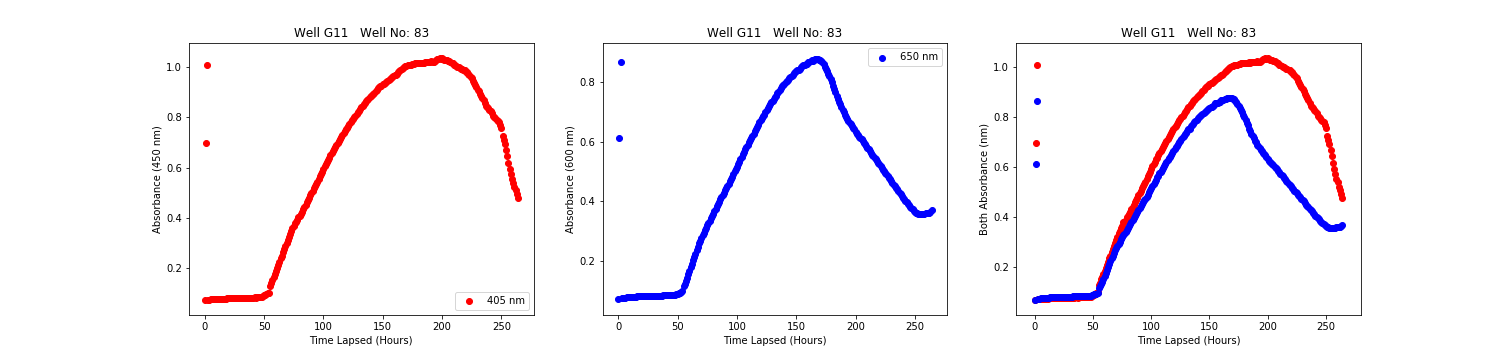 Well G11   Well No: 83
Absorbance (450 nm)
1.0
0.8
0.6
0.4
0.2
0
50
100
150
200
250
Time Lapsed (Hours)
405 nm
Well G11   Well No: 83
Absorbance (600 nm)
0.8
0.6
0.4
0.2
0
50
100
150
200
250
Time Lapsed (Hours)
650 nm
Well G11   Well No: 83
Both Absorbance (nm)
1.0
0.8
0.6
0.4
0.2
0
50
100
150
200
250
Time Lapsed (Hours)